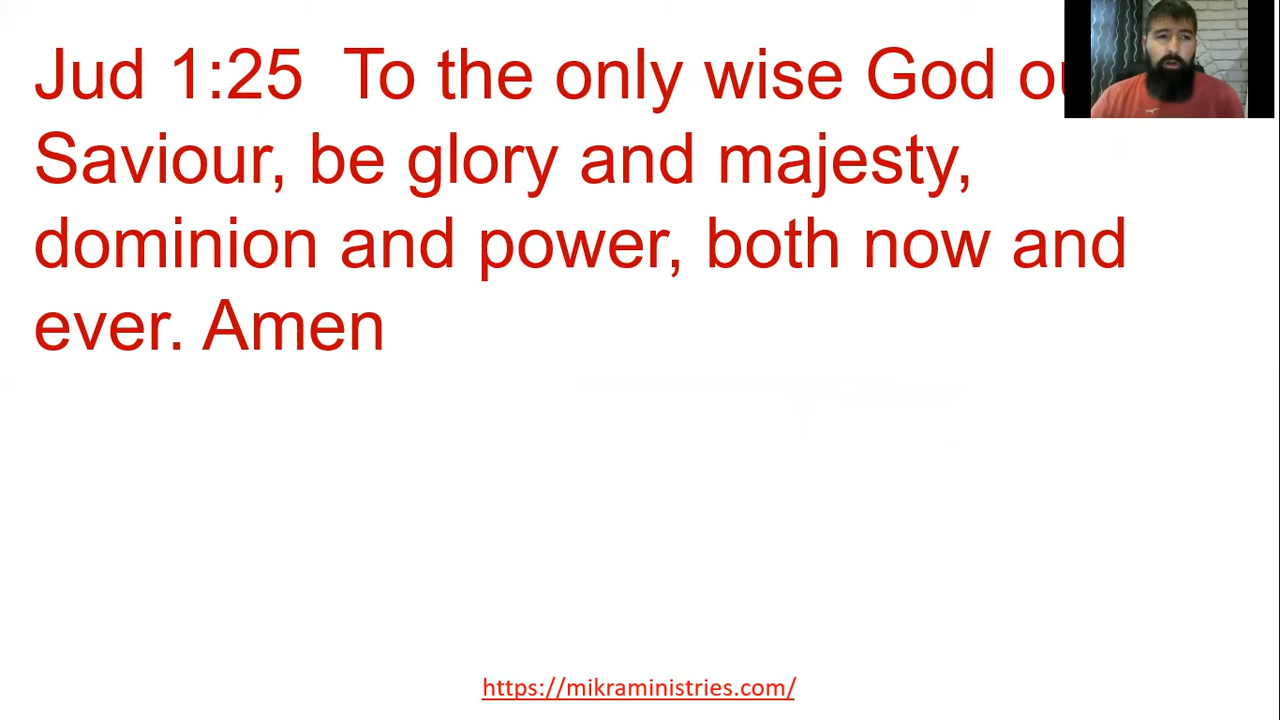 Jud 1:25  To the only wise God
Saviour, be glory and majesty,
dominion and power, both now and
ever. Amen
https://mikraministries.com/